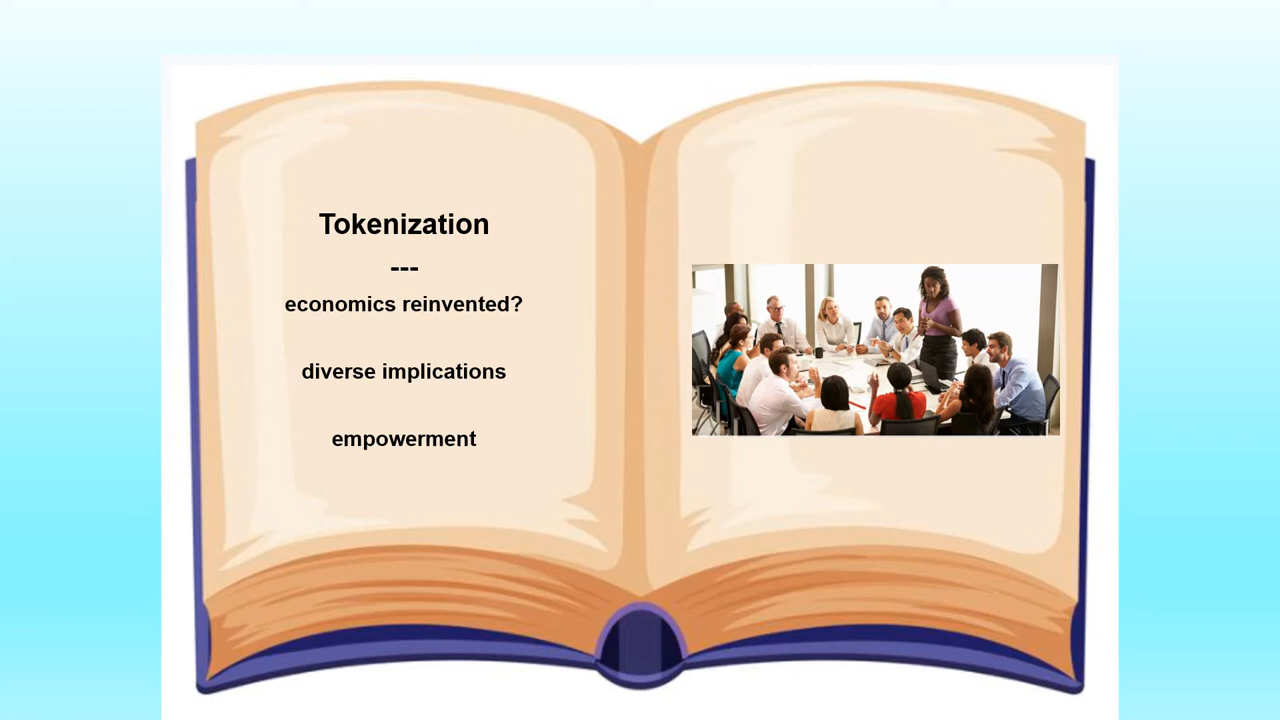 Tokenization
---
economics reinvented?
diverse implications
empowerment